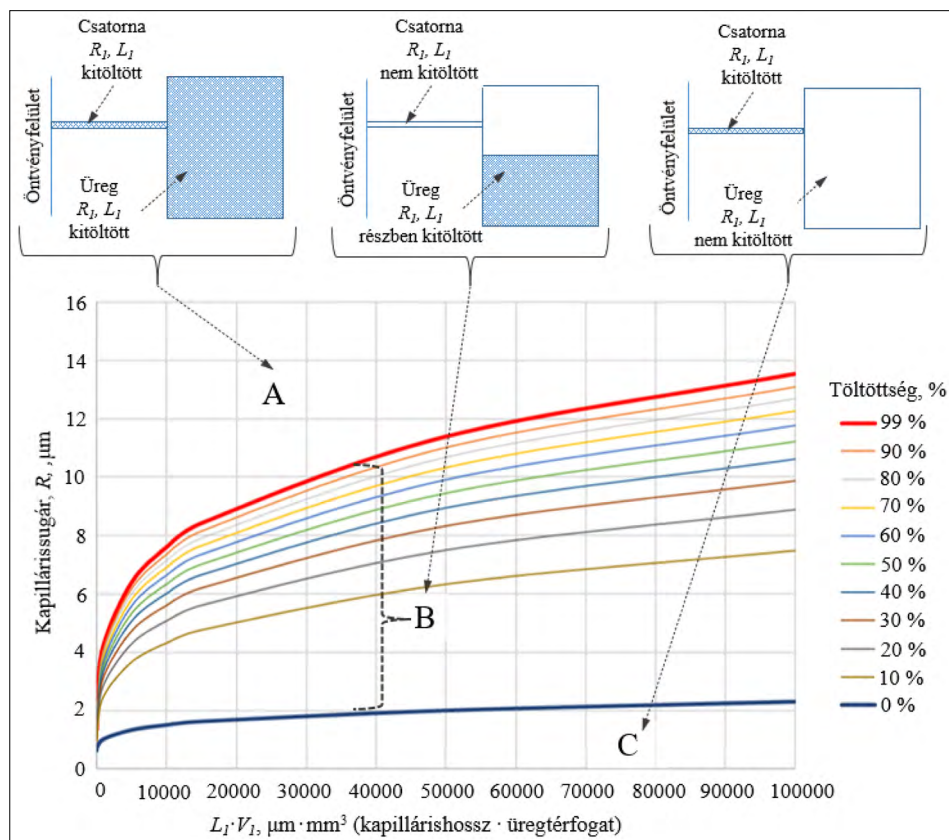 Csatorna
R1, L1
kitöltött
Öntvényfelület
Üreg
R1, L1
kitöltött
Csatorna
R1, L1
nem kitöltött
Öntvényfelület
Üreg
R1, L1
részben kitöltött
Csatorna
R1, L1
kitöltött
Öntvényfelület
Üreg
R1, L1
nem kitöltött
Kapillárissugár, R, ,µm
16
14
12
10
8
6
4
2
0
A
B
C
0
10000
20000
30000
40000
50000
60000
70000
80000
90000
100000
L1·V1, µm·mm³ (kapillárishossz · üregtérfogat)
Töltöttség, %
99 %
90 %
80 %
70 %
60 %
50 %
40 %
30 %
20 %
10 %
0 %